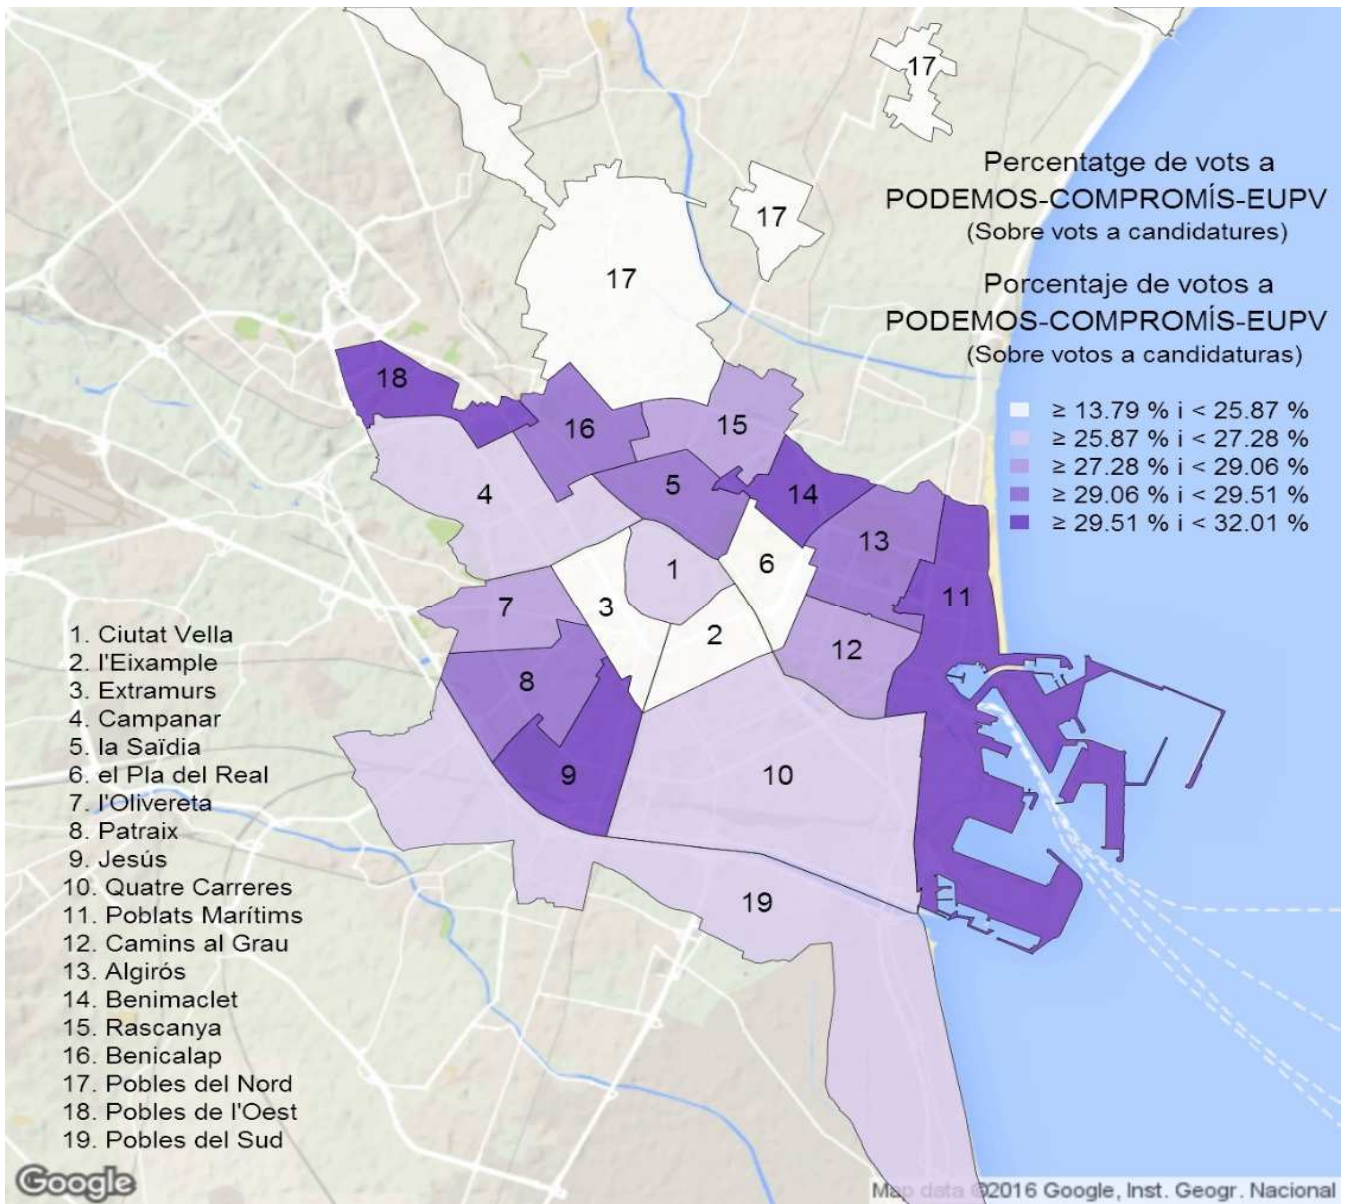 17
Percentatge de vots a
PODEMOS-COMPROMÍS-EUPV
(Sobre vots a candidatures)
17
17
Porcentaje de votos a
PODEMOS-COMPROMÍS-EUPV
(Sobre votos a candidaturas)
18
≥ 13.79 % i < 25.87 %
≥ 25.87 % i < 27.28 %
≥ 27.28 % i < 29.06 %
≥ 29.06 % i < 29.51 %
≥ 29.51 % i < 32.01 %
16
15
4
5
14
13
6
1
3
7
11
2
12
8
9
10
19
1. Ciutat Vella
2. l'Eixample
3. Extramurs
4. Campanar
5. la Saïdia
6. el Pla del Real
7. l'Olivereta
8. Patraix
9. Jesús
10. Quatre Carreres
11. Poblats Marítims
12. Camins al Grau
13. Algirós
14. Benimaclet
15. Rascanya
16. Benicalap
17. Pobles del Nord
18. Pobles de l'Oest
19. Pobles del Sud
Google
Map data ©2016 Google, Inst. Geogr. Nacional